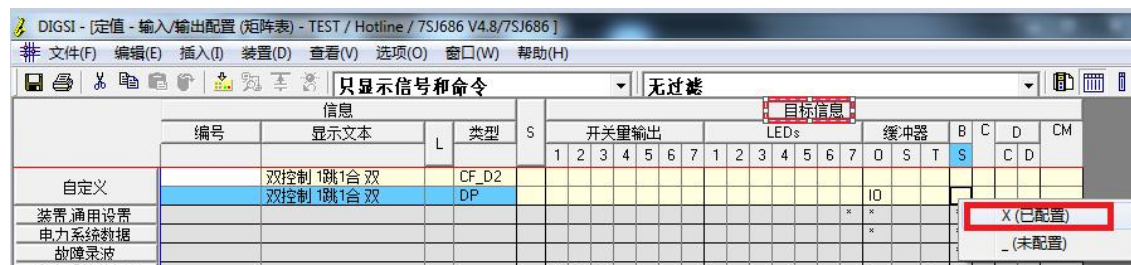 DIGSI - [定值 - 输入/输出配置 (矩阵表) - TEST / Hotline / 7SJ686 V4.8/7SJ686 ]
文件(F) 编辑(E) 插入(I) 装置(D) 查看(V) 选项(O) 窗口(W) 帮助(H)
只显示信号和命令 无过滤
信息 S 目标信息
编号 显示文本 L 类型 开关量输出 LEDs 缓冲器 B C D CM
1 2 3 4 5 6 7 1 2 3 4 5 6 7 O S T S C D
自定义 双控制 1跳1合 双 CF_D2
双控制 1跳1合 双 DP IO
装置,通用设置 × * *
电力系统数据 ×
故障录波
X (已配置)
_ (未配置)